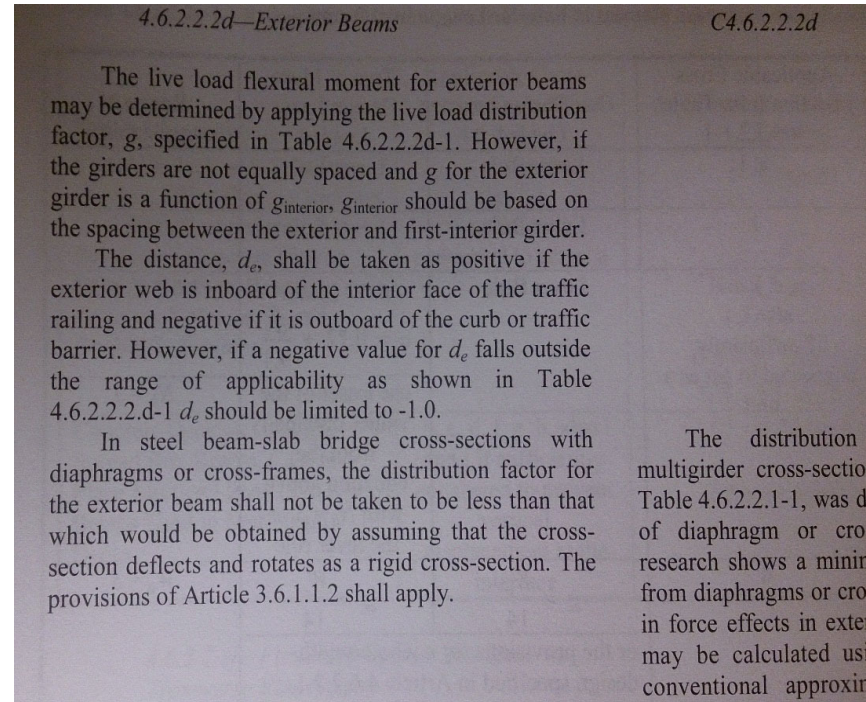 4.6.2.2.2d—Exterior Beams
The live load flexural moment for exterior beams
may be determined by applying the live load distribution
factor, g, specified in Table 4.6.2.2.2d-1. However, if
the girders are not equally spaced and g for the exterior
girder is a function of ginterior, ginterior should be based on
the spacing between the exterior and first-interior girder.
The distance, de, shall be taken as positive if the
exterior web is inboard of the interior face of the traffic
railing and negative if it is outboard of the curb or traffic
barrier. However, if a negative value for de falls outside
the range of applicability as shown in Table
4.6.2.2.2.d-1 de should be limited to -1.0.
In steel beam-slab bridge cross-sections with
diaphragms or cross-frames, the distribution factor for
the exterior beam shall not be taken to be less than that
which would be obtained by assuming that the cross-
section deflects and rotates as a rigid cross-section. The
provisions of Article 3.6.1.1.2 shall apply.
C4.6.2.2.2d
The distribution
multigirder cross-sectio
Table 4.6.2.2.1-1, was d
of diaphragm or cro
research shows a minin
from diaphragms or cro
in force effects in exte
may be calculated usi
conventional approxin